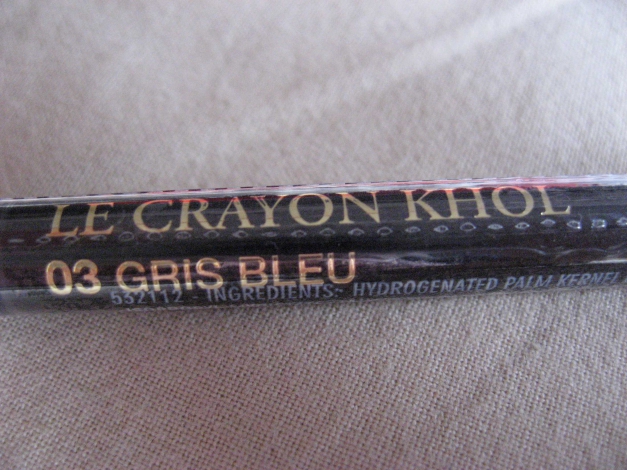 LE CRAYON KHOL
03 GRIS BLEU
532112 - INGREDIENTS: HYDROGENATED PALM KERNEL